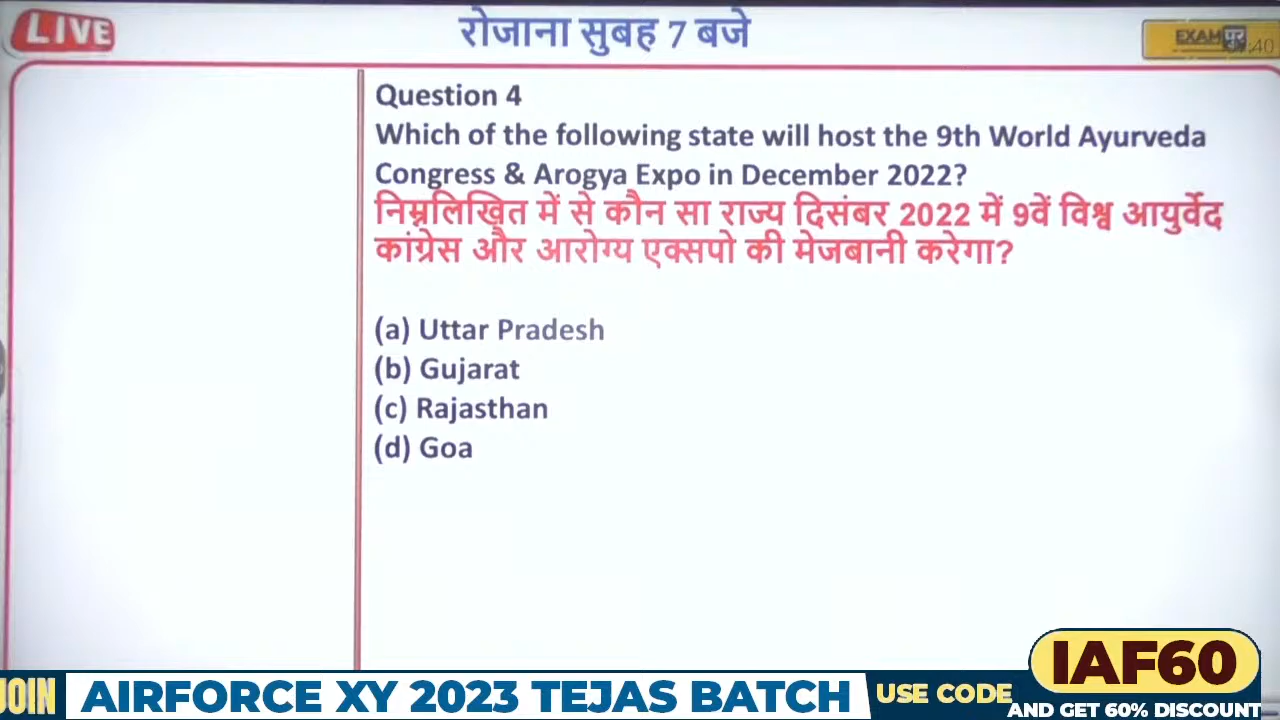 LIVE
रोजाना सुबह 7 बजे
EXAM पुर
Question 4
Which of the following state will host the 9th World Ayurveda
Congress & Arogya Expo in December 2022?
निम्नलिखित में से कौन सा राज्य दिसंबर 2022 में 9वें विश्व आयुर्वेद
कांग्रेस और आरोग्य एक्सपो की मेजबानी करेगा?
(a) Uttar Pradesh
(b) Gujarat
(c) Rajasthan
(d) Goa
JOIN
AIRFORCE XY 2023 TEJAS BATCH
USE CODE
IAF60
AND GET 60% DISCOUNT